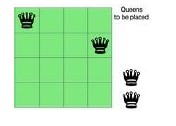 Queens
to be placed